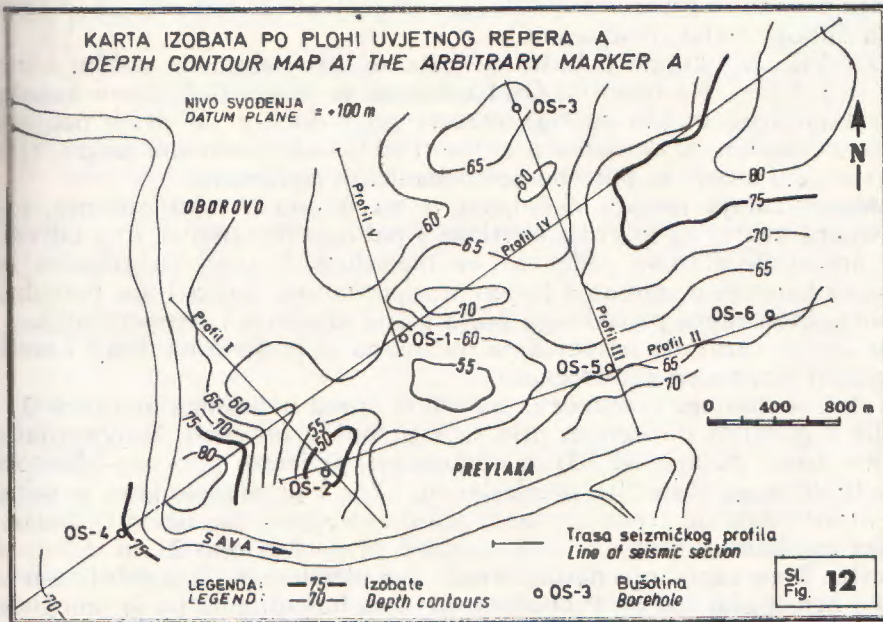 KARTA IZOBATA PO PLOHI UVJETNOG REPERA A
DEPTH CONTOUR MAP AT THE ARBITRARY MARKER A
NIVO SVOĐENJA
DATUM PLANE = +100 m
OS-3
N
65
60
80
75
70
65
OBOROVO
Profil I
60
65
Profil IV
65
70
OS-1-60
55
Profil III
OS-6
Profil II
OS-5
65
70
60
65
70
75
80
55
60
OS-2
PREVLAKA
0 400 800 m
OS-4
75
70
SAVA
Trasa seizmičkog profila
Line of seismic section
LEGENDA:
LEGEND:
75 Izobate
70 Depth contours
OS-3 Bušotina
Borehole
Sl.
Fig. 12